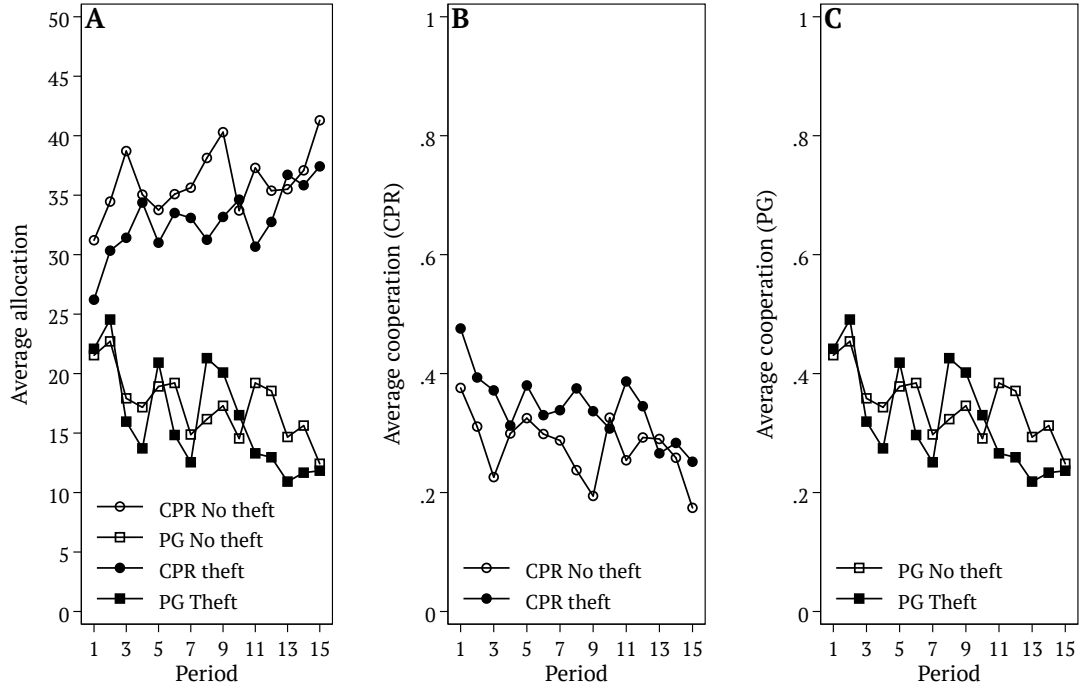 A
Average allocation
50
45
40
35
30
25
20
15
10
5
0
CPR No theft
PG No theft
CPR theft
PG Theft
1 3 5 7 9 11 13 15
Period
B
Average cooperation (CPR)
1
.8
.6
.4
.2
0
CPR No theft
CPR theft
1 3 5 7 9 11 13 15
Period
C
Average cooperation (PG)
1
.8
.6
.4
.2
0
PG No theft
PG Theft
1 3 5 7 9 11 13 15
Period